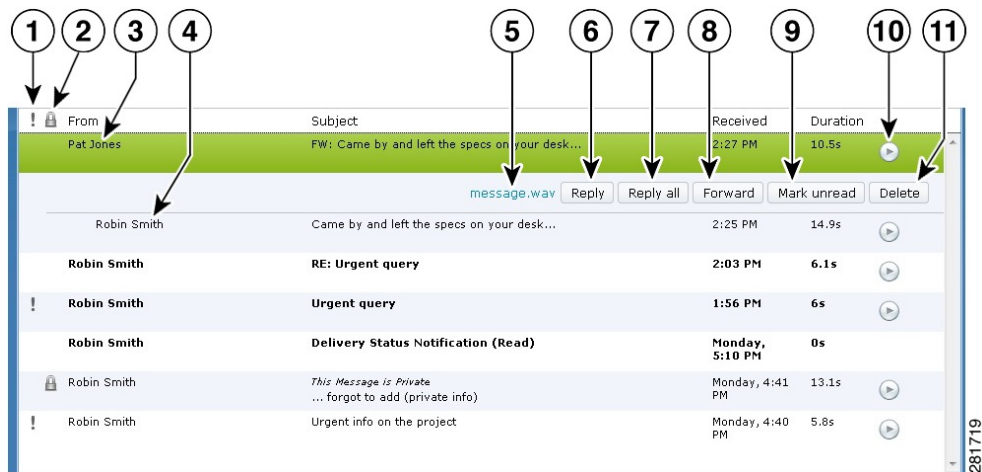 1 2 3 4 5 6 7 8 9 10 11
! From Subject Received Duration
Pat Jones FW: Came by and left the specs on your desk... 2:27 PM 10.5s
message.wav Reply Reply all Forward Mark unread Delete
Robin Smith Came by and left the specs on your desk... 2:25 PM 14.9s
Robin Smith RE: Urgent query 2:03 PM 6.1s
! Robin Smith Urgent query 1:56 PM 6s
Robin Smith Delivery Status Notification (Read) Monday, 0s
5:10 PM
Robin Smith This Message is Private Monday, 4:41 13.1s
... forgot to add (private info) PM
! Robin Smith Urgent info on the project Monday, 4:40 5.8s
PM
281719